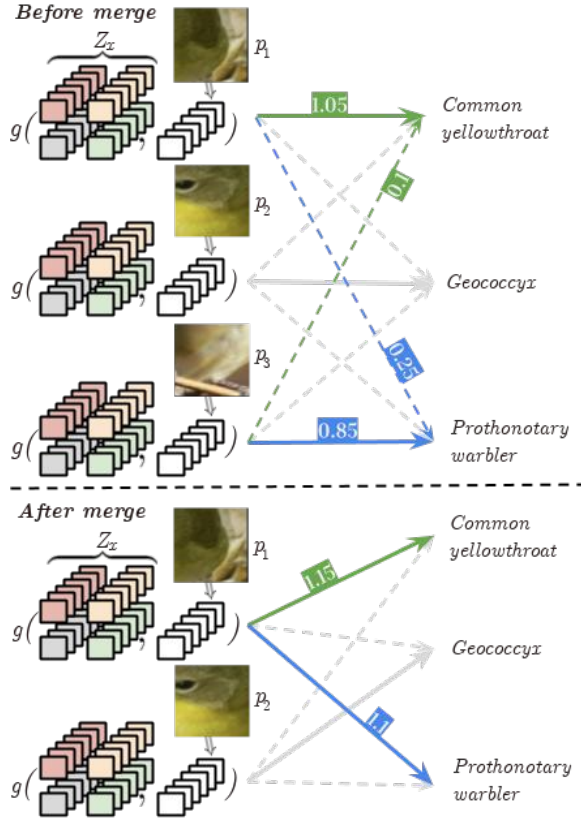 Before merge
Z_x
p_1
g( ; )
1.05
Common
yellowthroat
0.1
p_2
g( ; )
Geococcyx
p_3
0.25
g( ; )
0.85
Prothonotary
warbler
After merge
Z_x
p_1
Common
yellowthroat
1.15
g( ; )
Geococcyx
p_2
1.1
g( ; )
Prothonotary
warbler